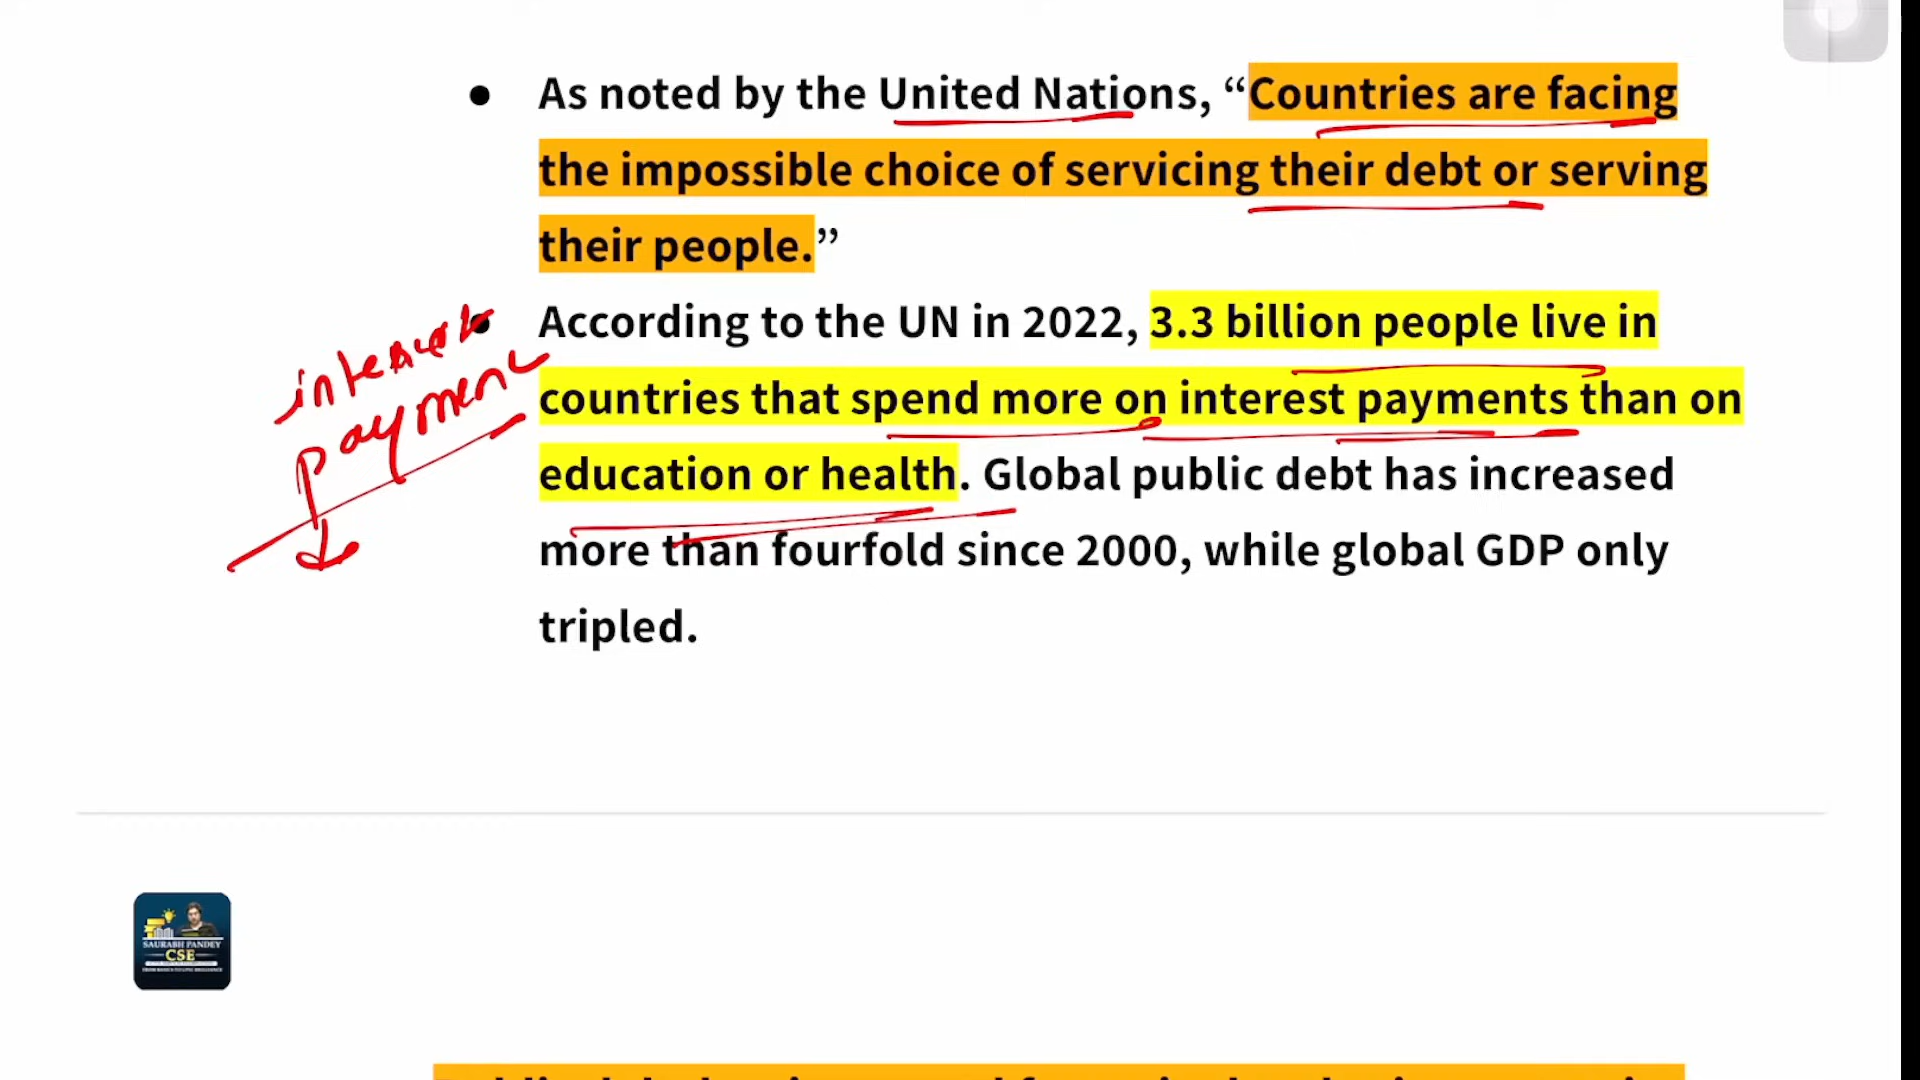 As noted by the United Nations, “Countries are facing
the impossible choice of servicing their debt or serving
their people.”
According to the UN in 2022, 3.3 billion people live in
countries that spend more on interest payments than on
education or health. Global public debt has increased
more than fourfold since 2000, while global GDP only
tripled.
interest
payment
SAURABH PANDEY
CSE